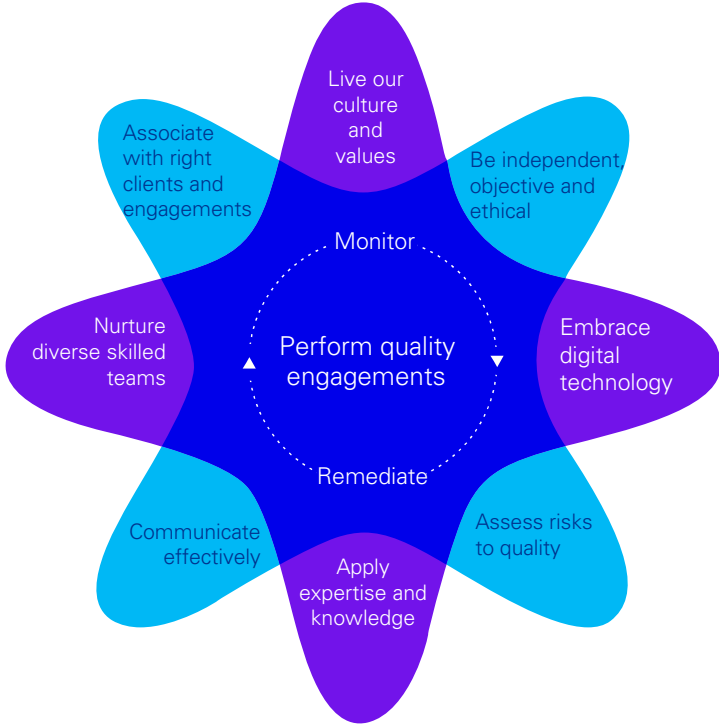 Live our
culture
and
values
Be independent,
objective and
ethical
Embrace
digital
technology
Assess risks
to quality
Apply
expertise and
knowledge
Communicate
effectively
Nurture
diverse skilled
teams
Associate
with right
clients and
engagements
Monitor
Perform quality
engagements
Remediate